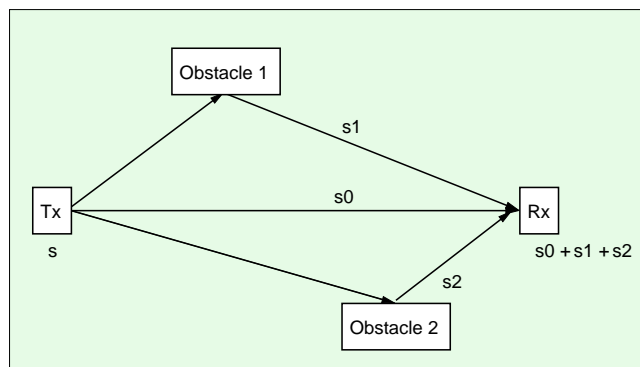 Obstacle 1
s1
s0
Tx
Rx
s
s0 + s1 + s2
s2
Obstacle 2